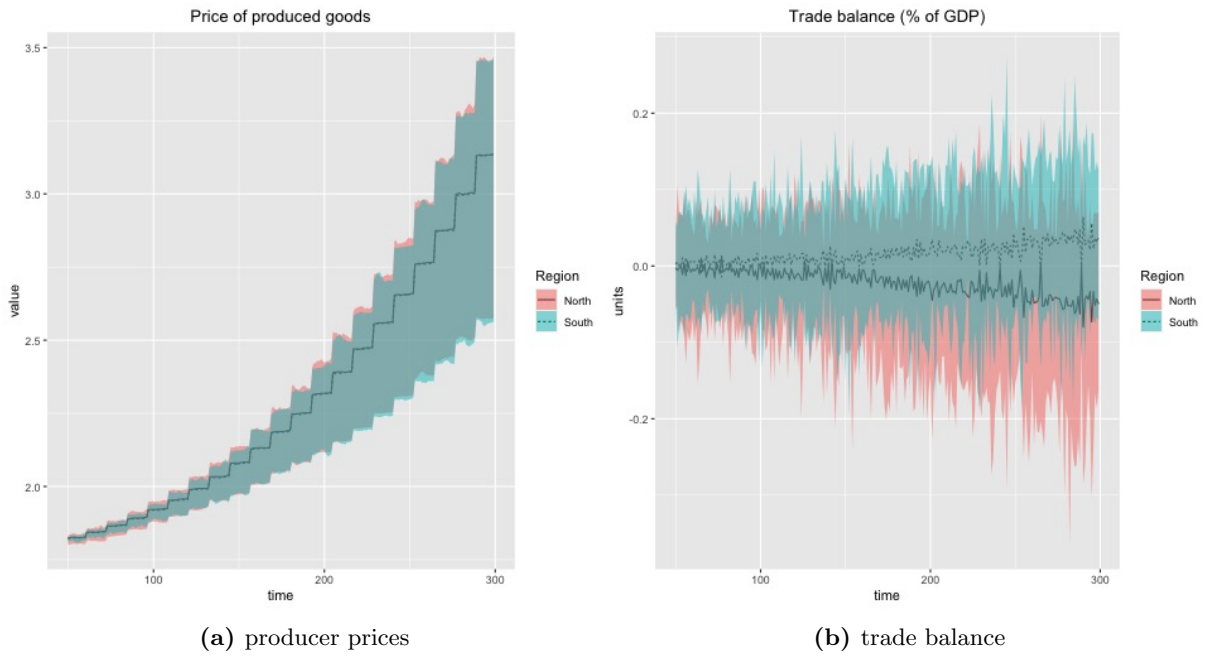 Price of produced goods
3.5
3.0
2.5
2.0
value
100
200
300
time
Region
North
South
(a) producer prices
Trade balance (% of GDP)
0.2
0.0
-0.2
units
100
200
300
time
Region
North
South
(b) trade balance